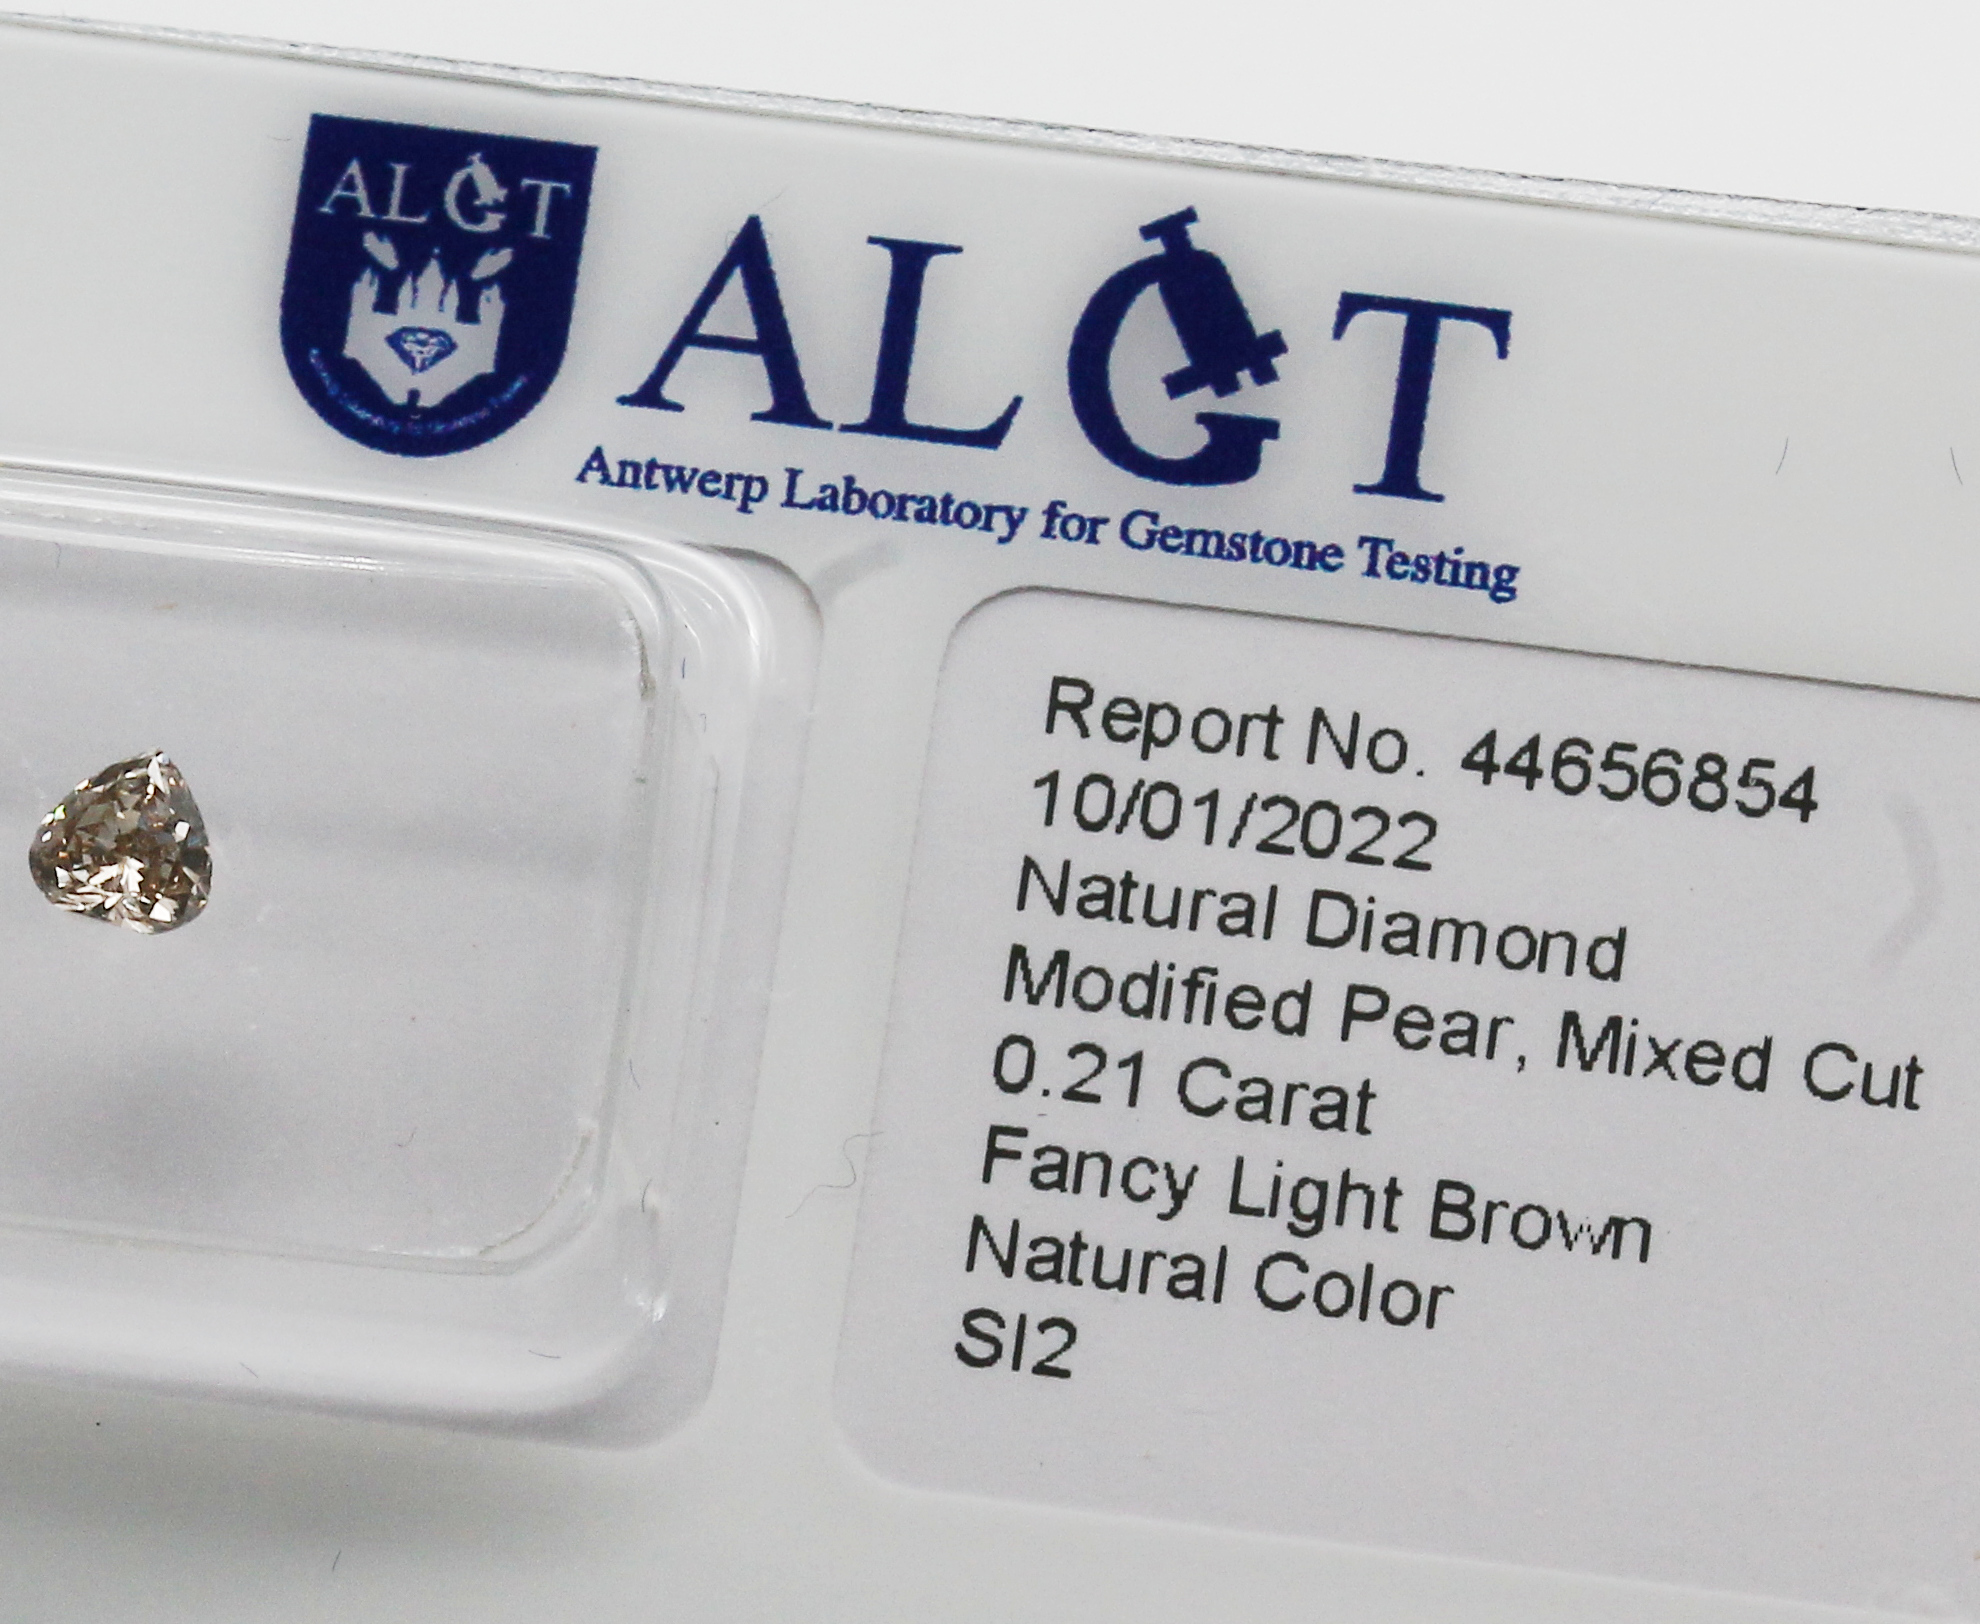 ALGT
ALGT
Antwerp Laboratory for Gemstone Testing
Report No. 44656854
10/01/2022
Natural Diamond
Modified Pear, Mixed Cut
0.21 Carat
Fancy Light Brown
Natural Color
SI2